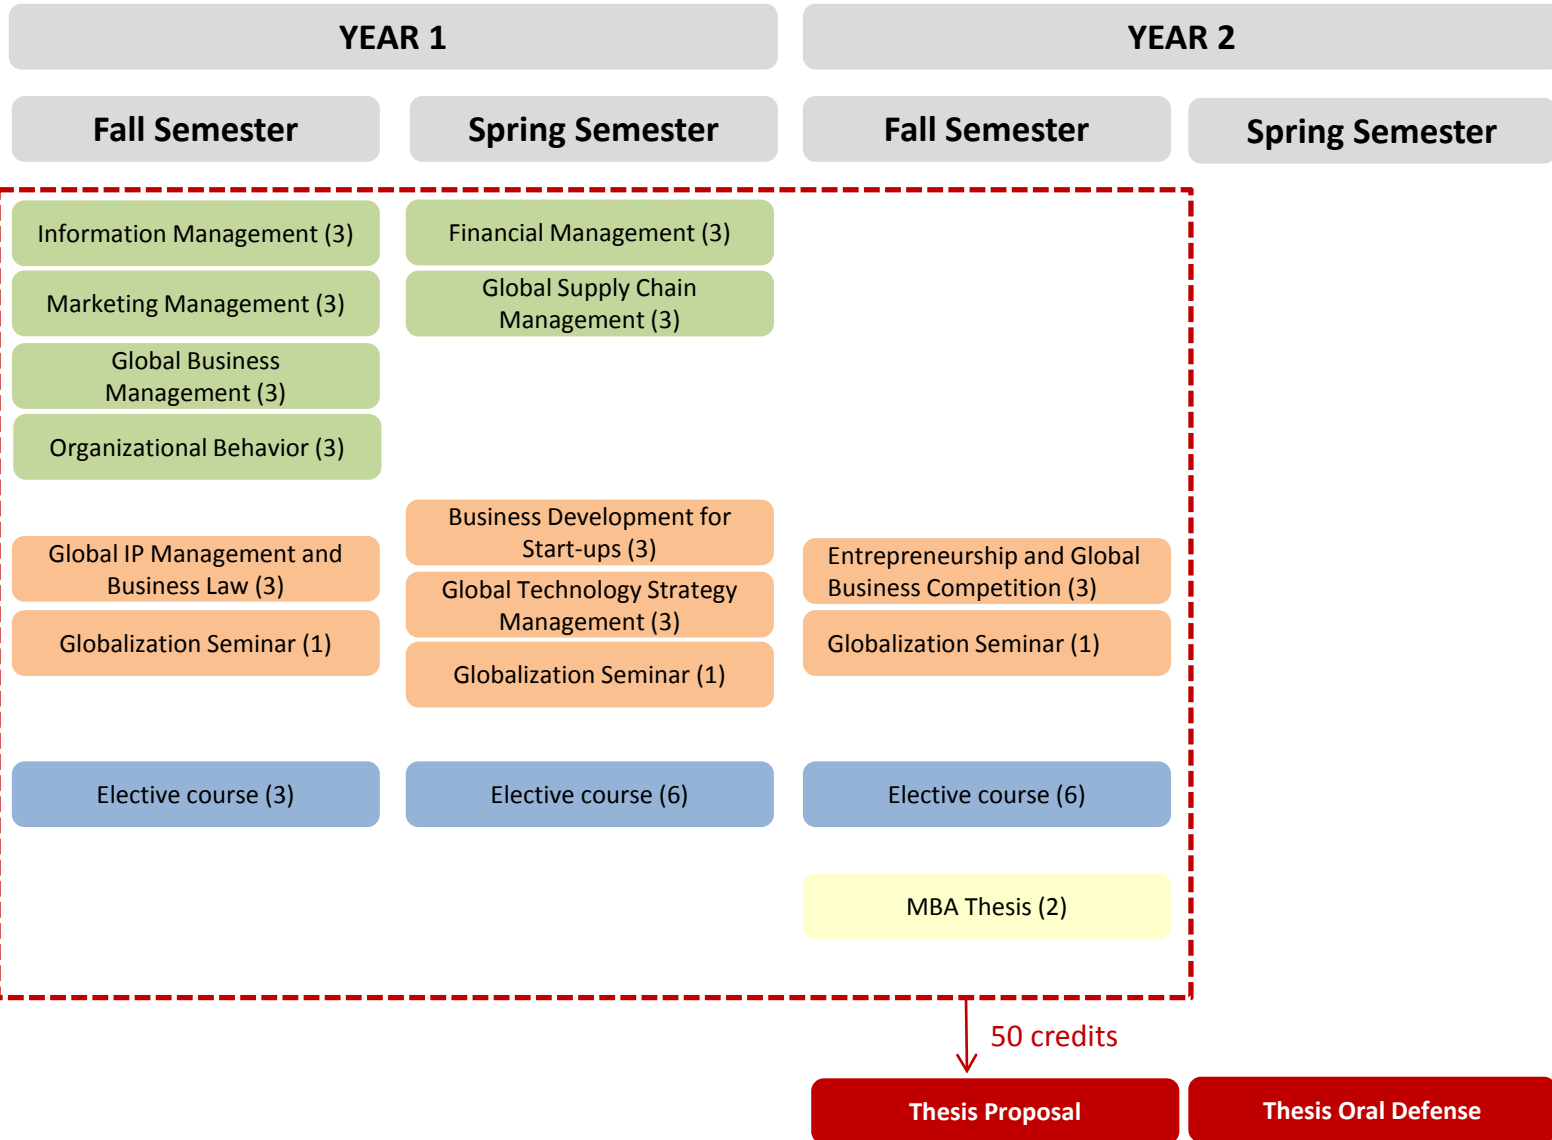 YEAR 1
YEAR 2
Fall Semester
Spring Semester
Fall Semester
Spring Semester
Information Management (3)
Marketing Management (3)
Global Business
Management (3)
Organizational Behavior (3)
Global IP Management and
Business Law (3)
Globalization Seminar (1)
Elective course (3)
Financial Management (3)
Global Supply Chain
Management (3)
Business Development for
Start-ups (3)
Global Technology Strategy
Management (3)
Globalization Seminar (1)
Elective course (6)
Entrepreneurship and Global
Business Competition (3)
Globalization Seminar (1)
Elective course (6)
MBA Thesis (2)
50 credits
Thesis Proposal
Thesis Oral Defense